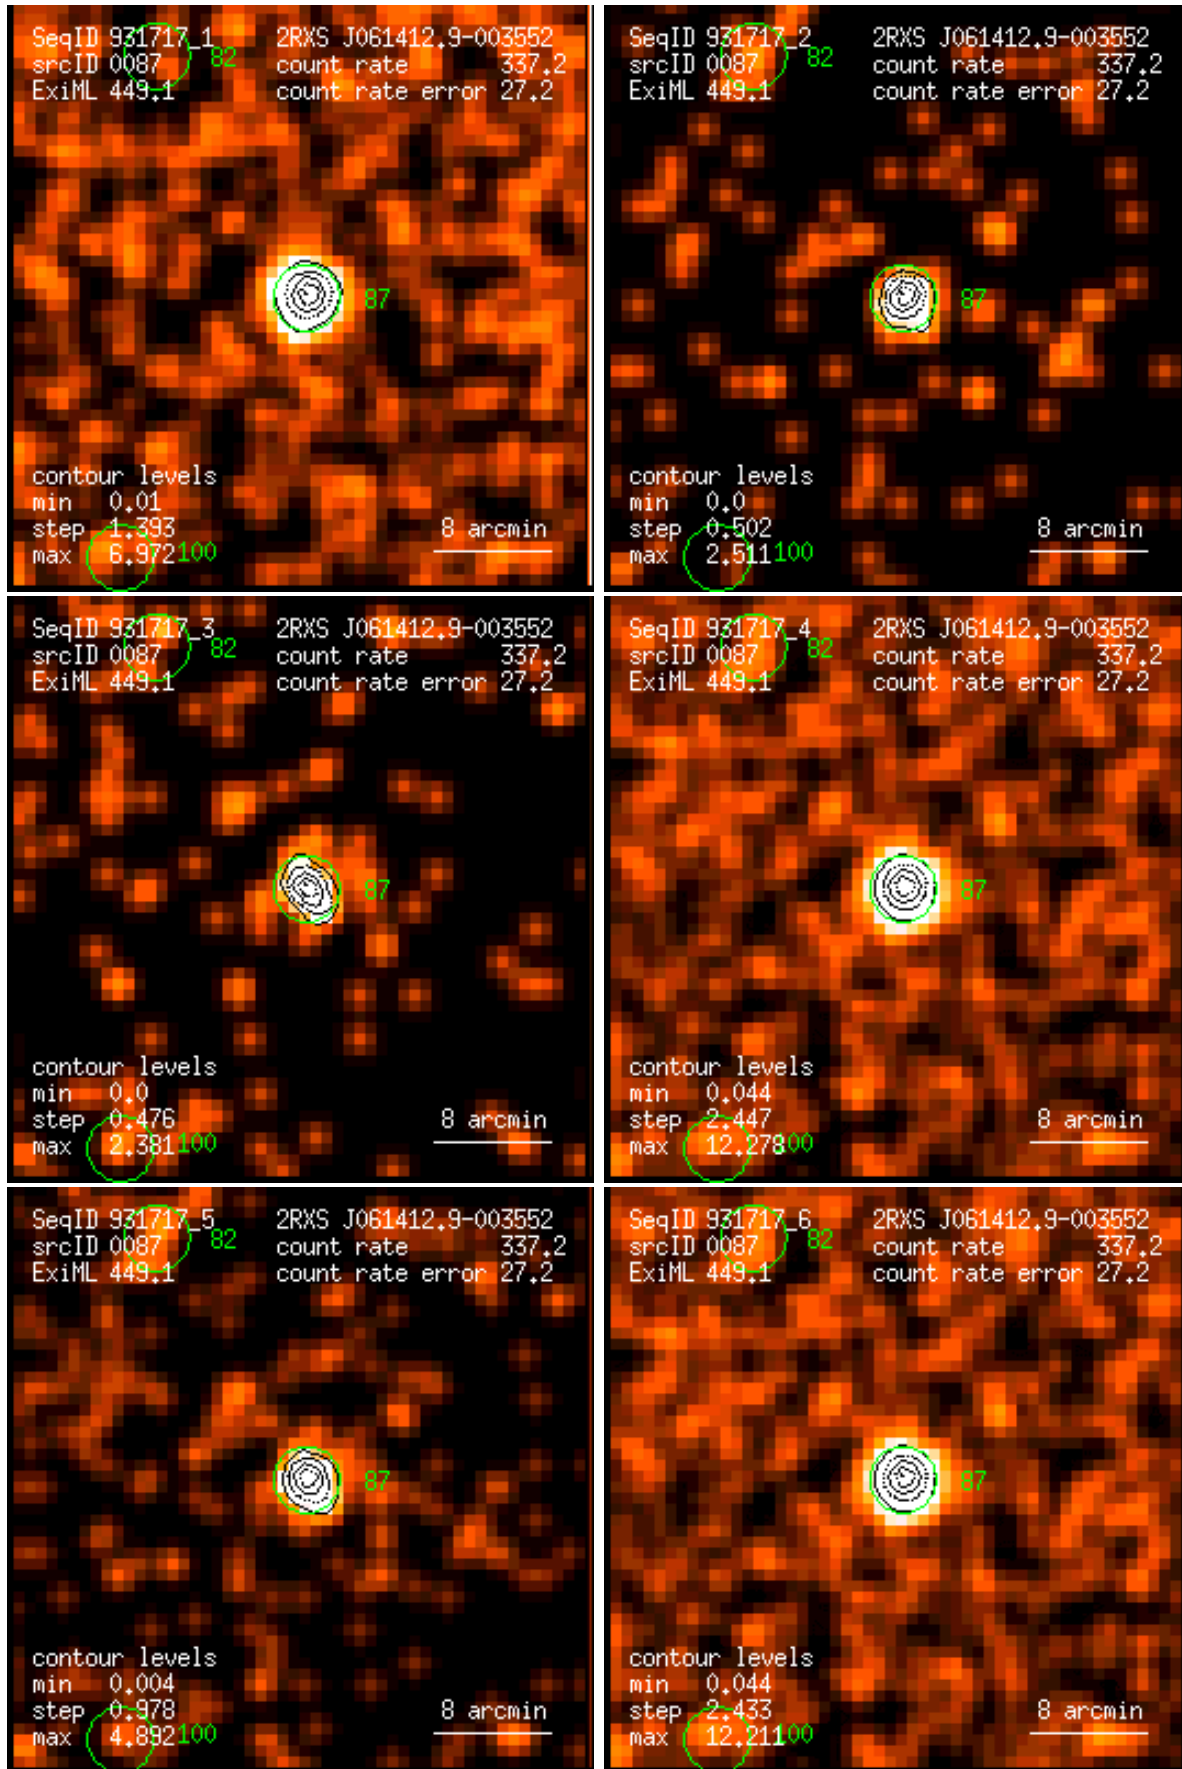 SeqID 931717_1 2RXS J061412.9-003552
srcID 0087 82 count rate 337.2
ExiML 449.1 count rate error 27.2
87
contour levels
min 0.01
step 1.393 8 arcmin
max 6.972 100
SeqID 931717_2 2RXS J061412.9-003552
srcID 0087 82 count rate 337.2
ExiML 449.1 count rate error 27.2
87
contour levels
min 0.0
step 0.502 8 arcmin
max 2.511 100
SeqID 931717_3 2RXS J061412.9-003552
srcID 0087 82 count rate 337.2
ExiML 449.1 count rate error 27.2
87
contour levels
min 0.0
step 0.476 8 arcmin
max 2.381 100
SeqID 931717_4 2RXS J061412.9-003552
srcID 0087 82 count rate 337.2
ExiML 449.1 count rate error 27.2
87
contour levels
min 0.044
step 2.447 8 arcmin
max 12.278 100
SeqID 931717_5 2RXS J061412.9-003552
srcID 0087 82 count rate 337.2
ExiML 449.1 count rate error 27.2
87
contour levels
min 0.004
step 0.978 8 arcmin
max 4.892 100
SeqID 931717_6 2RXS J061412.9-003552
srcID 0087 82 count rate 337.2
ExiML 449.1 count rate error 27.2
87
contour levels
min 0.044
step 2.433 8 arcmin
max 12.211 100